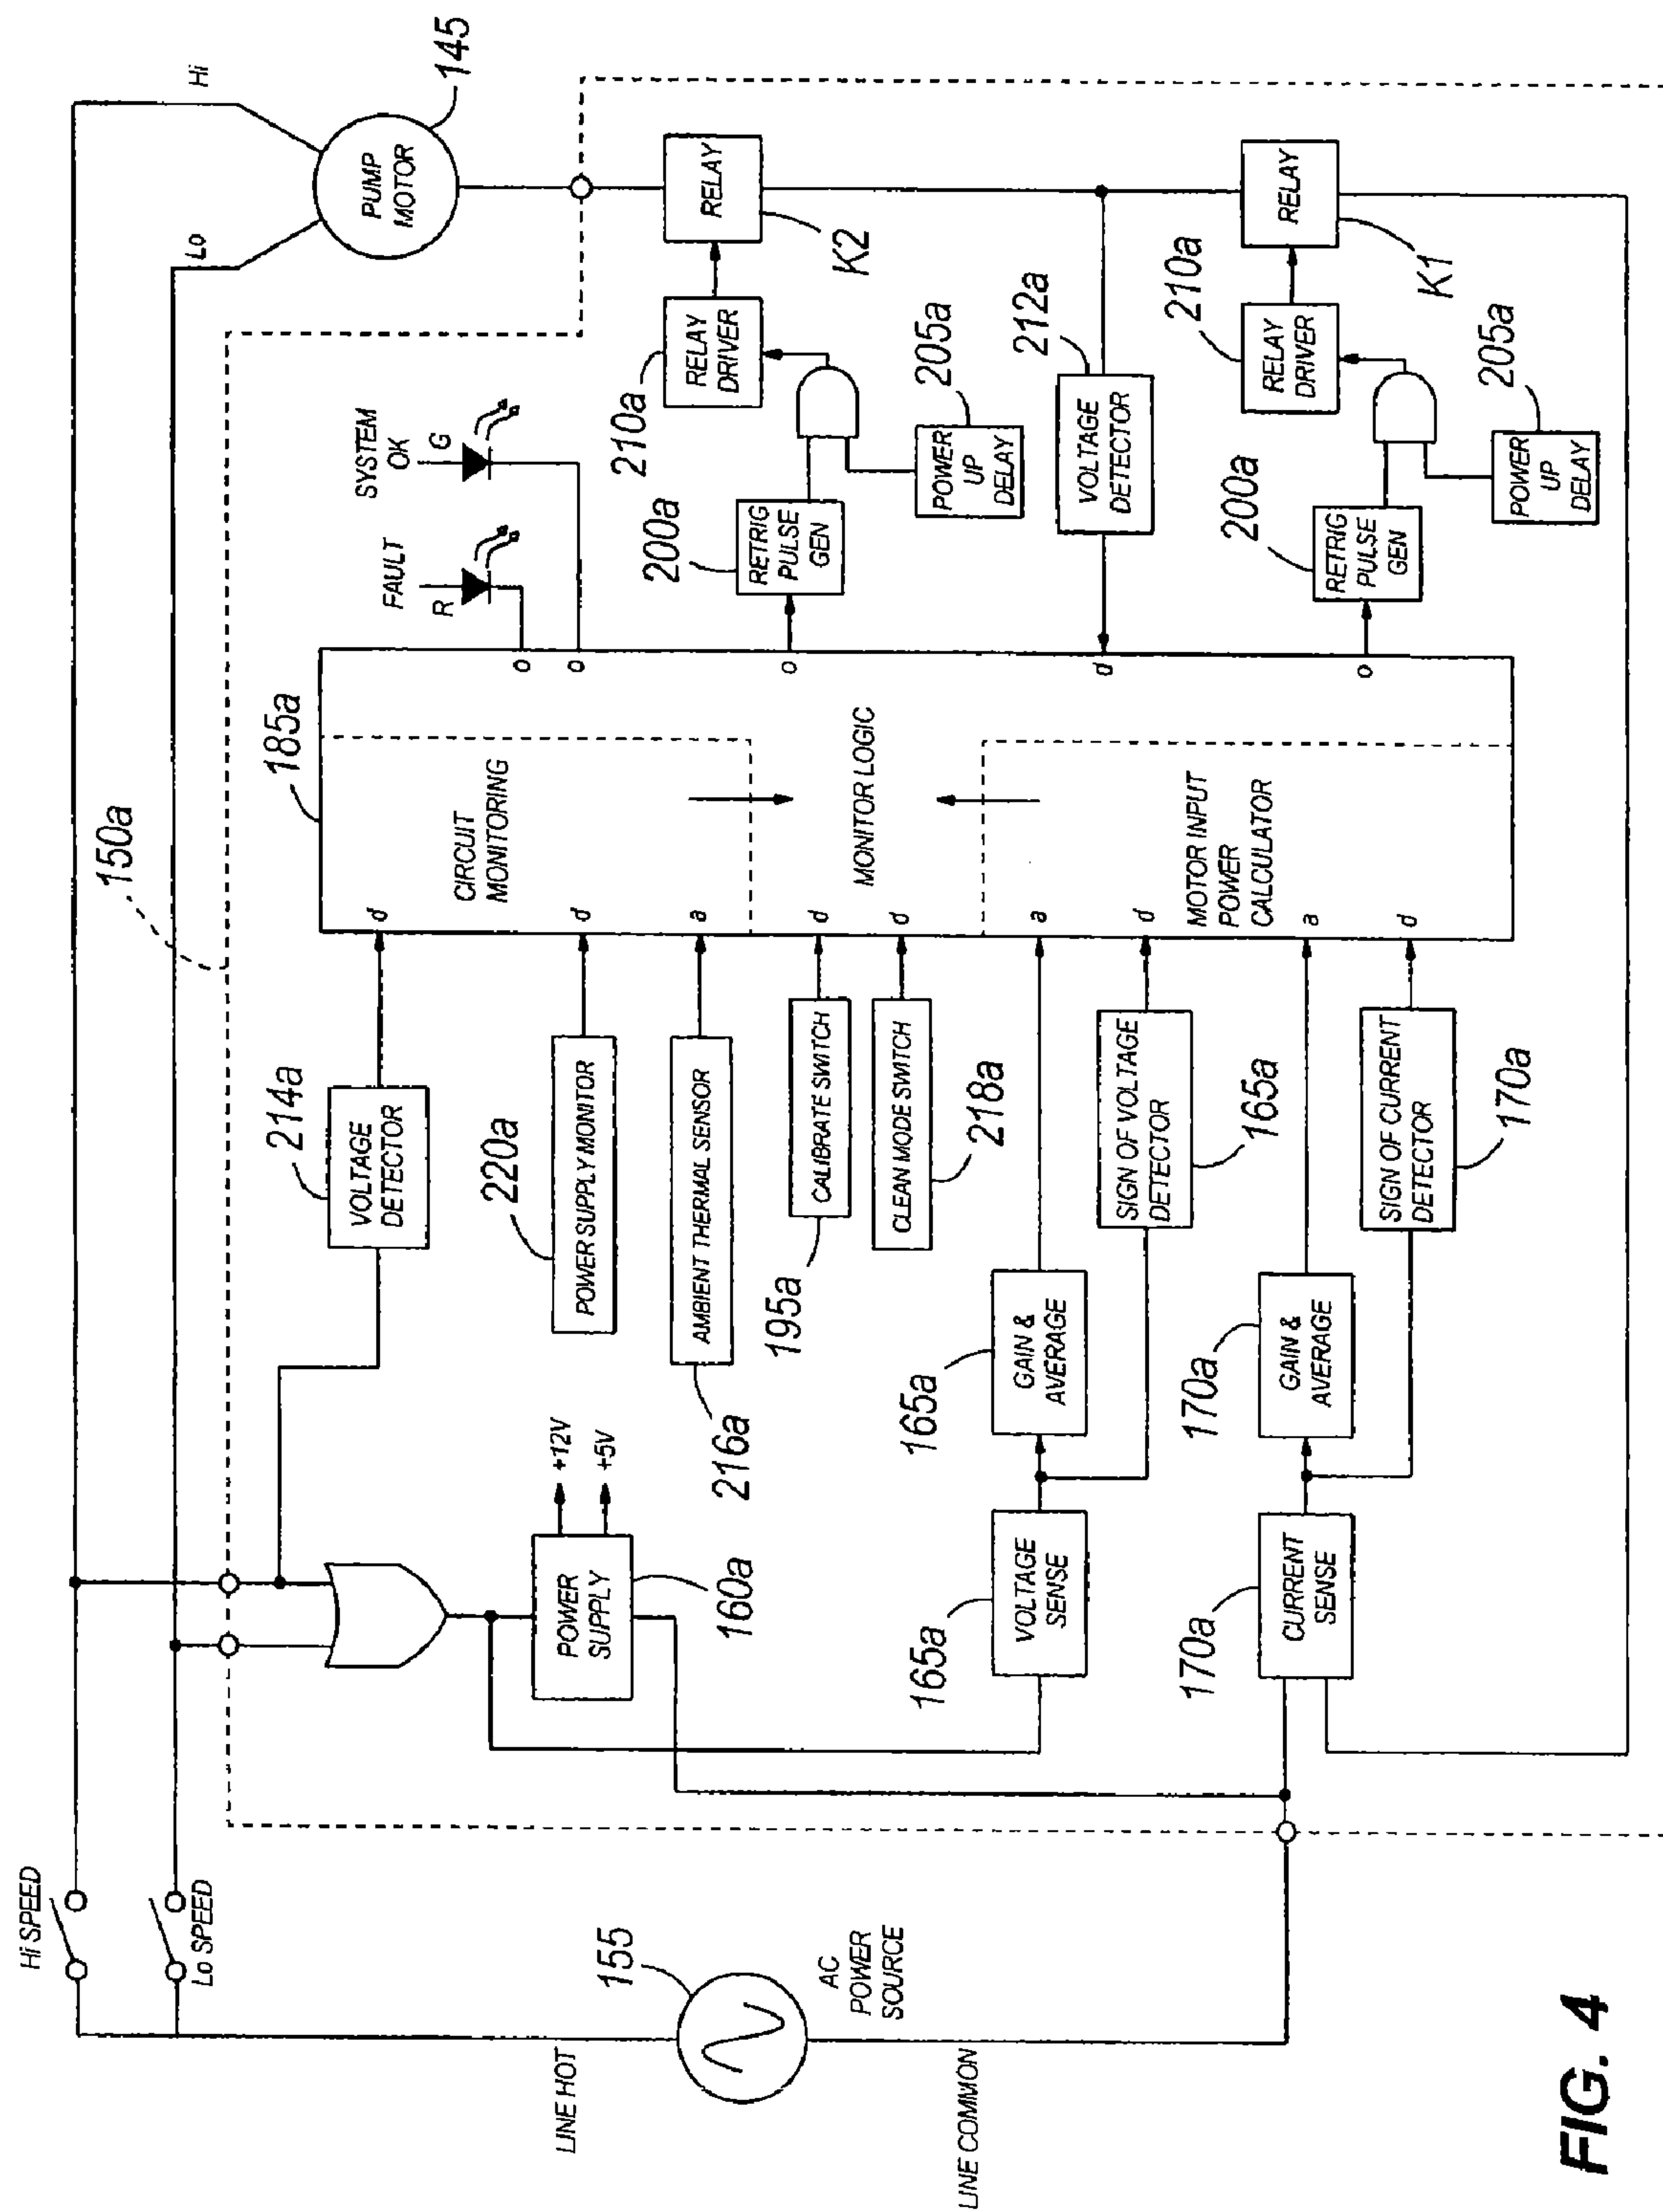 Hi SPEED
Lo SPEED
LINE HOT
155
AC
POWER
SOURCE
LINE COMMON
150a
Hi
Lo
PUMP
MOTOR
145
160a
POWER
SUPPLY
+12V
+5V
214a
VOLTAGE
DETECTOR
220a
POWER SUPPLY MONITOR
AMBIENT THERMAL SENSOR
216a
195a
CALIBRATE SWITCH
CLEAN MODE SWITCH
218a
165a
VOLTAGE
SENSE
165a
GAIN &
AVERAGE
SIGN OF VOLTAGE
DETECTOR
165a
170a
CURRENT
SENSE
170a
GAIN &
AVERAGE
SIGN OF CURRENT
DETECTOR
170a
185a
d
d
a
d
d
a
d
a
d
CIRCUIT
MONITORING
MONITOR LOGIC
MOTOR INPUT
POWER
CALCULATOR
o
o
o
d
o
FAULT
R
SYSTEM
OK
G
200a
RETRIG
PULSE
GEN
210a
RELAY
DRIVER
POWER
UP
DELAY
205a
RELAY
K2
212a
VOLTAGE
DETECTOR
200a
RETRIG
PULSE
GEN
210a
RELAY
DRIVER
POWER
UP
DELAY
205a
RELAY
K1
FIG. 4